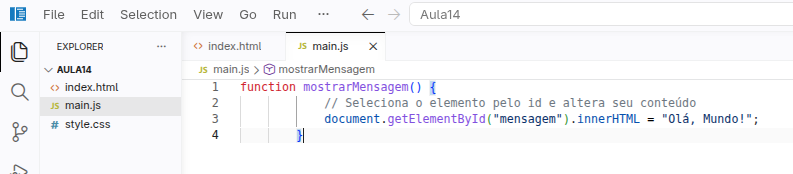 File Edit Selection View Go Run ··· Aula14
EXPLORER ···
index.html
JS main.js
AULA14
index.html
main.js
style.css
JS main.js > mostrarMensagem
1 function mostrarMensagem() {
2 // Seleciona o elemento pelo id e altera seu conteúdo
3 document.getElementById("mensagem").innerHTML = "Olá, Mundo!";
4 }